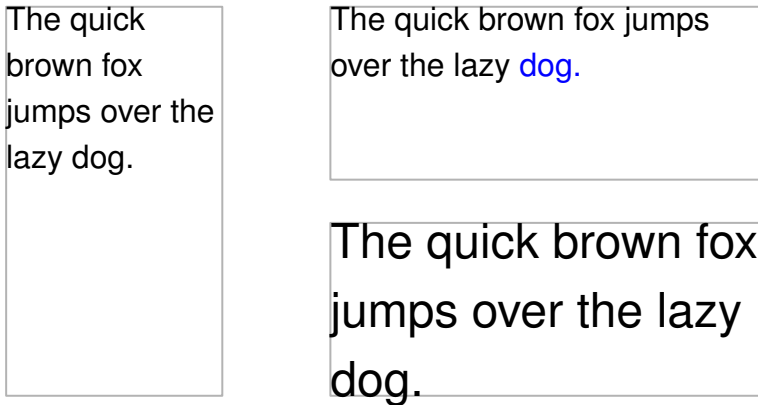 The quick
brown fox
jumps over the
lazy dog.
The quick brown fox jumps
over the lazy dog.
The quick brown fox
jumps over the lazy
dog.